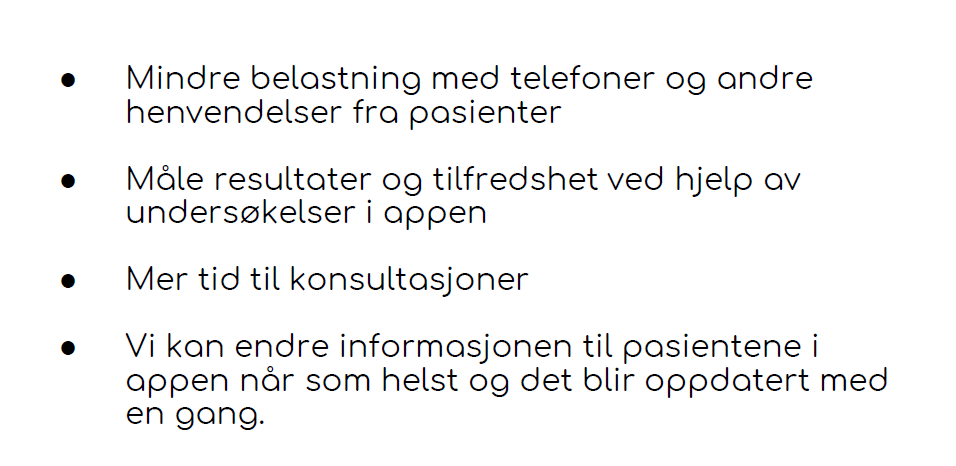 ● Mindre belastning med telefoner og andre
henvendelser fra pasienter
● Måle resultater og tilfredshet ved hjelp av
undersøkelser i appen
● Mer tid til konsultasjoner
● Vi kan endre informasjonen til pasientene i
appen når som helst og det blir oppdatert med
en gang.